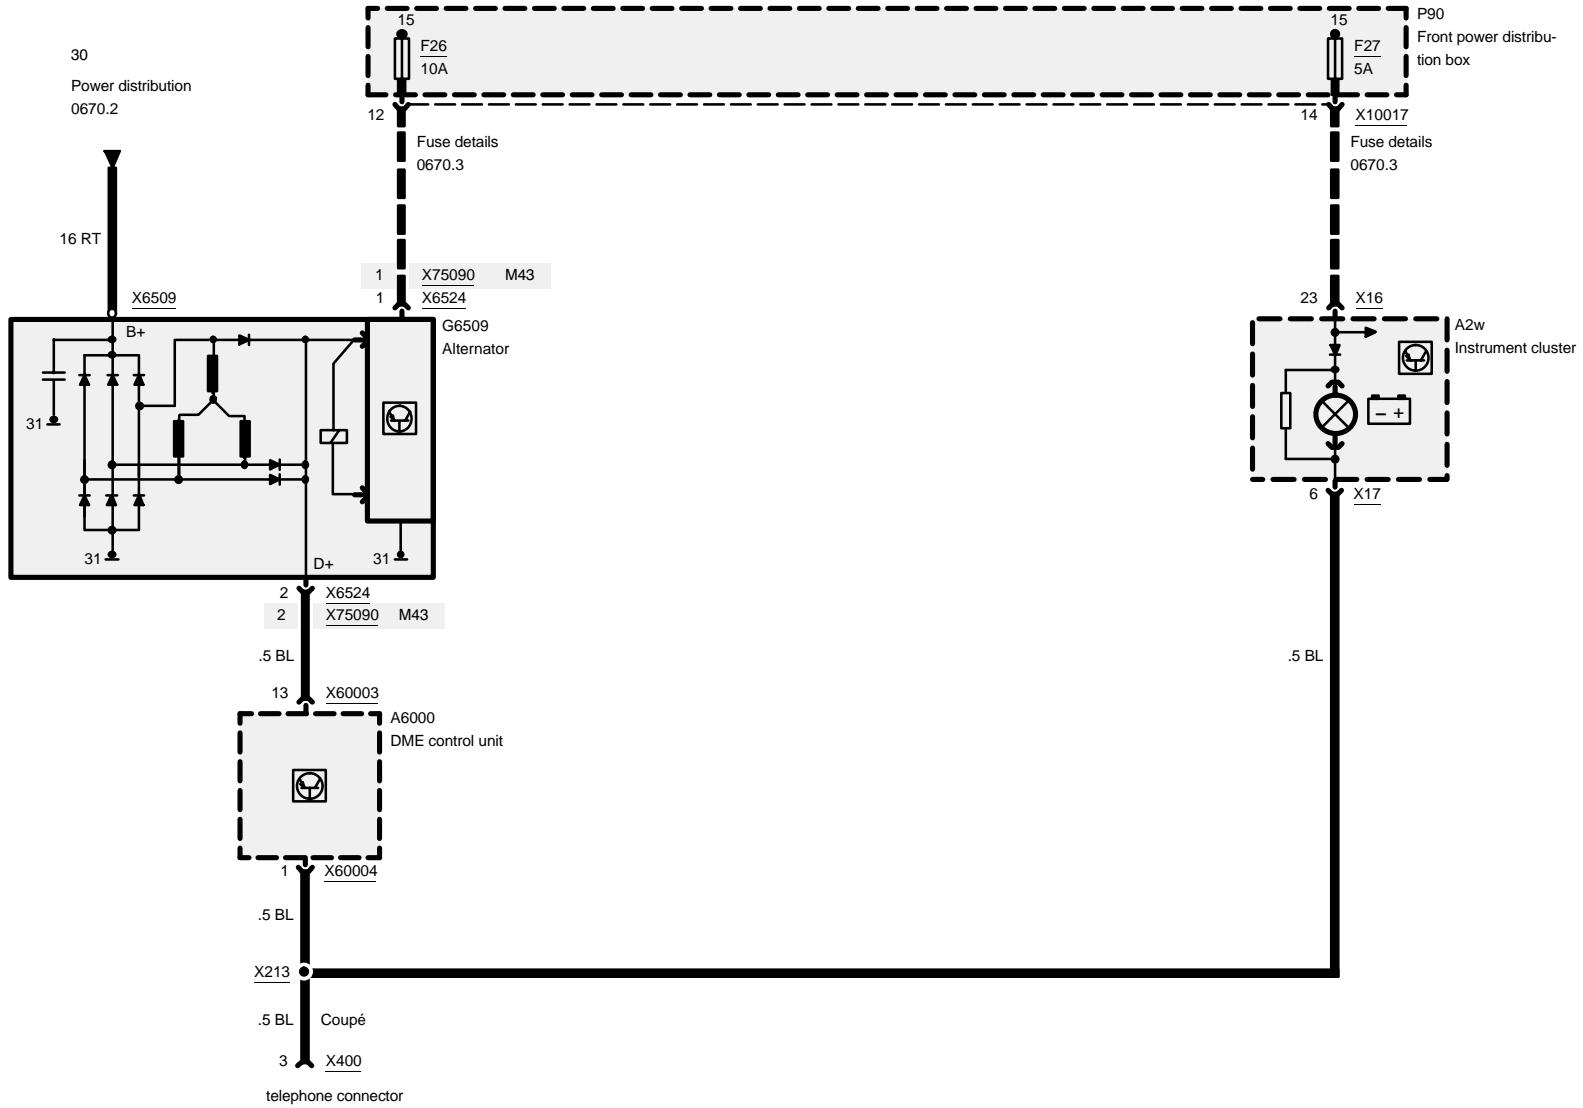 15
15
P90
Front power distribu-
tion box
F26
10A
F27
5A
30
Power distribution
0670.2
12
14 X10017
Fuse details
0670.3
Fuse details
0670.3
16 RT
1 X75090 M43
1 X6524
X6509
23 X16
G6509
Alternator
A2w
Instrument cluster
B+
31
− +
6 X17
31
31
D+
2 X6524
2 X75090 M43
.5 BL
.5 BL
13 X60003
A6000
DME control unit
1 X60004
.5 BL
X213
.5 BL Coupé
3 X400
telephone connector